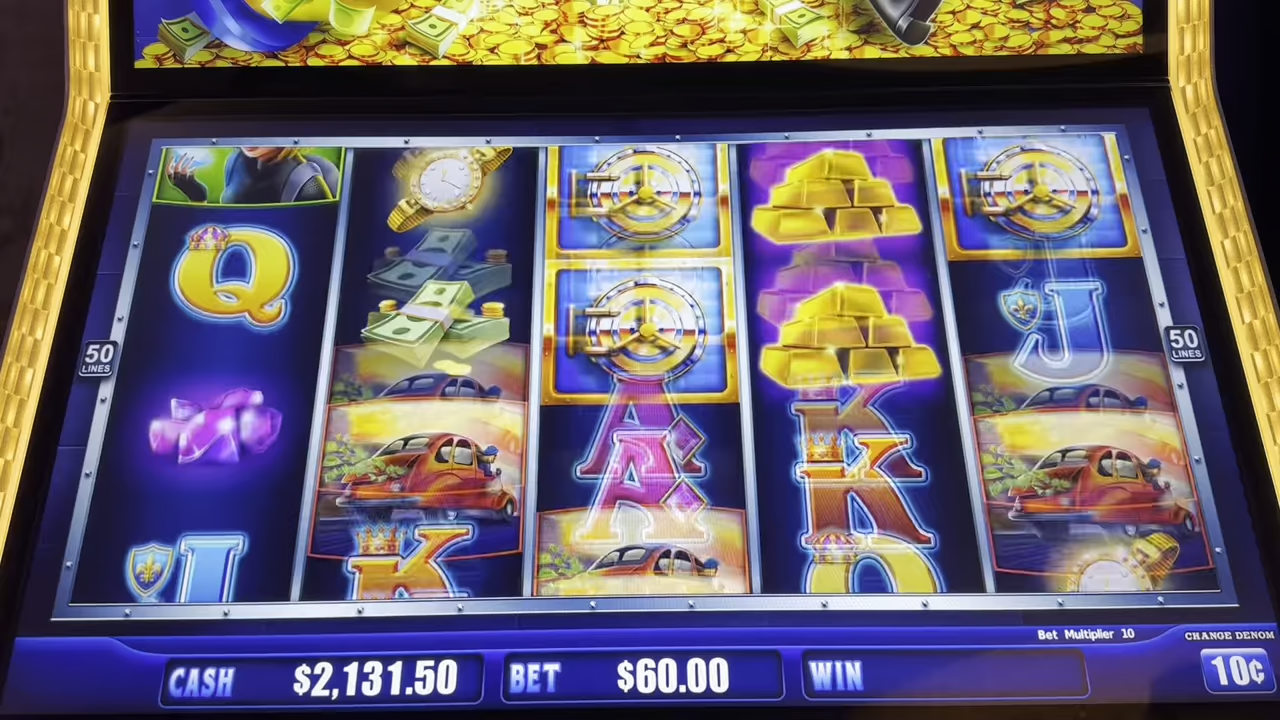 Q
50
LINES
50
LINES
J
A
A
K
K
J
K
Q
Bet Multiplier 10
CHANGE DENOM
CASH $2,131.50
BET $60.00
WIN
10¢